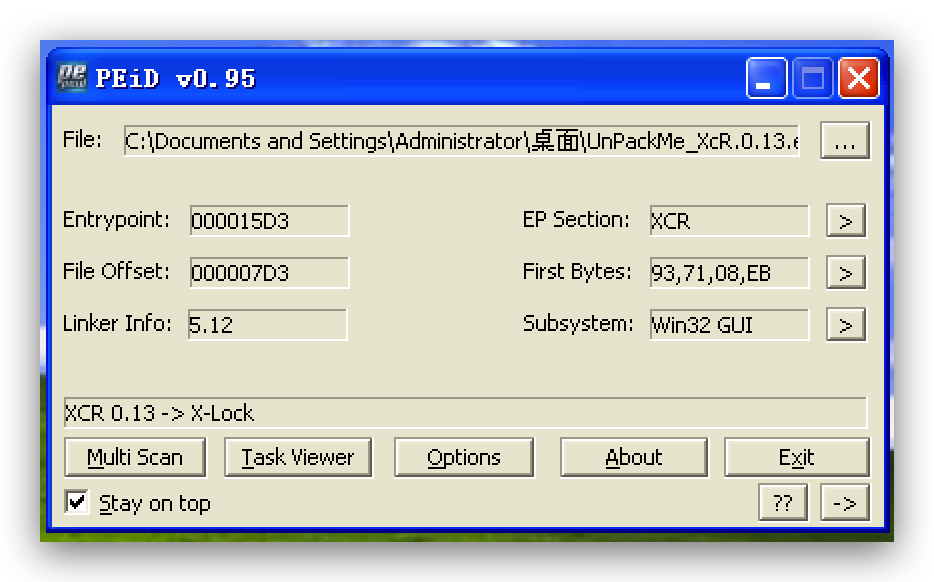 PEiD v0.95
File: C:\Documents and Settings\Administrator\桌面\UnPackMe_XcR.0.13.e ...
Entrypoint: 000015D3 EP Section: XCR >
File Offset: 000007D3 First Bytes: 93,71,08,EB >
Linker Info: 5.12 Subsystem: Win32 GUI >
XCR 0.13 -> X-Lock
Multi Scan Task Viewer Options About Exit
Stay on top ?? ->